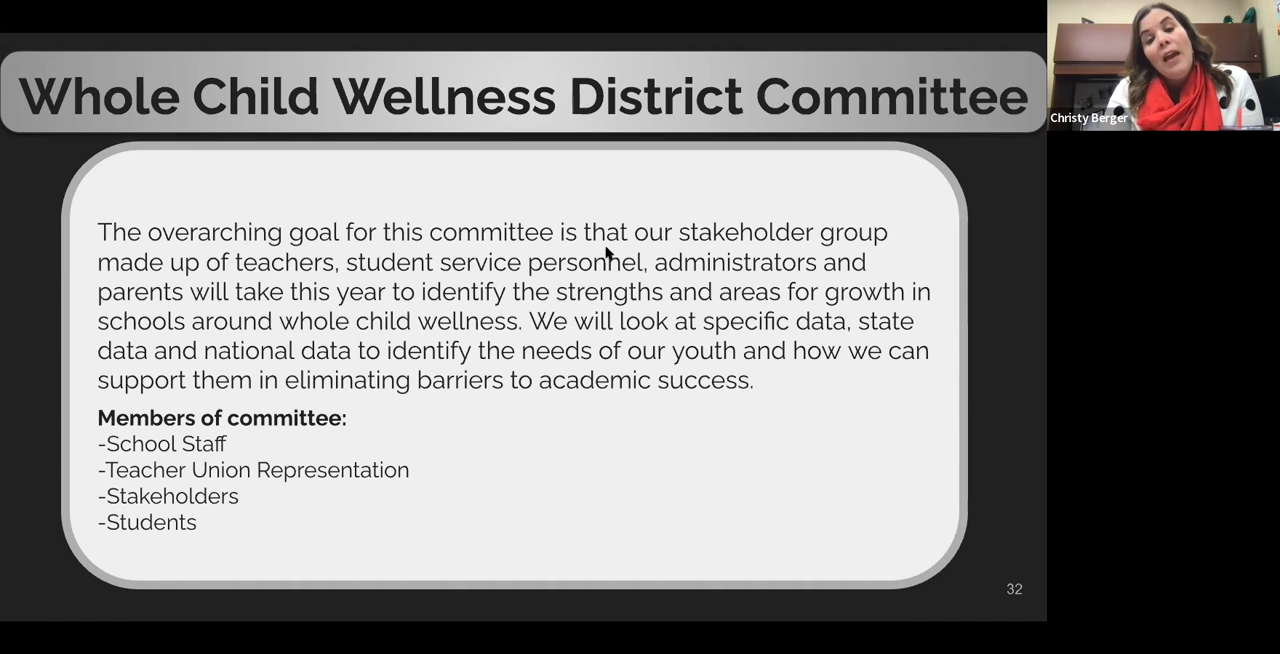 Whole Child Wellness District Committee
Christy Berger
The overarching goal for this committee is that our stakeholder group
made up of teachers, student service personnel, administrators and
parents will take this year to identify the strengths and areas for growth in
schools around whole child wellness. We will look at specific data, state
data and national data to identify the needs of our youth and how we can
support them in eliminating barriers to academic success.
Members of committee:
-School Staff
-Teacher Union Representation
-Stakeholders
-Students
32